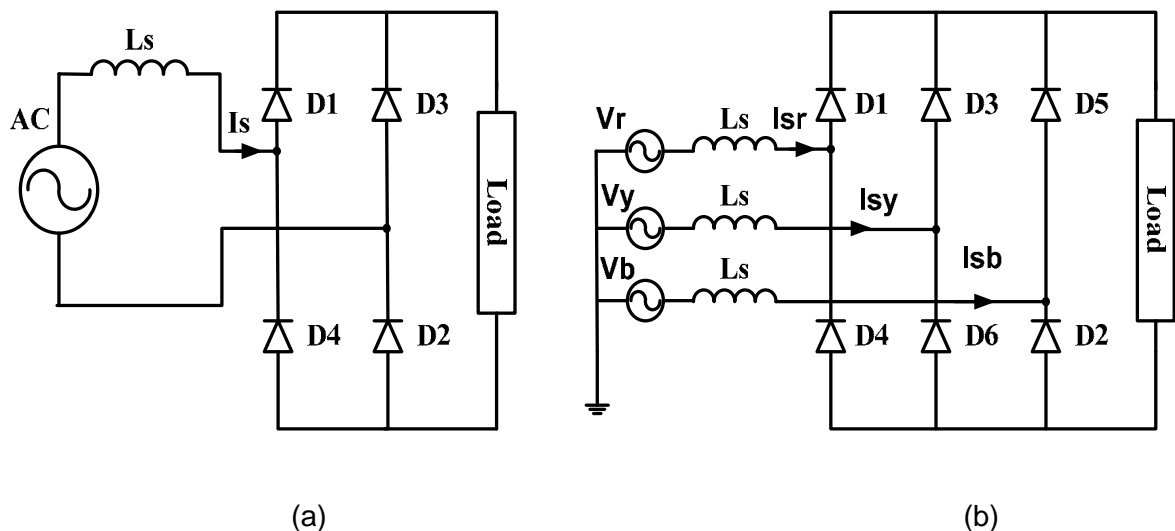 Ls
AC
Is
D1
D3
Load
D4
D2
(a)
Vr
Ls
Isr
D1
D3
D5
Vy
Ls
Isy
Vb
Ls
Isb
Load
D4
D6
D2
(b)